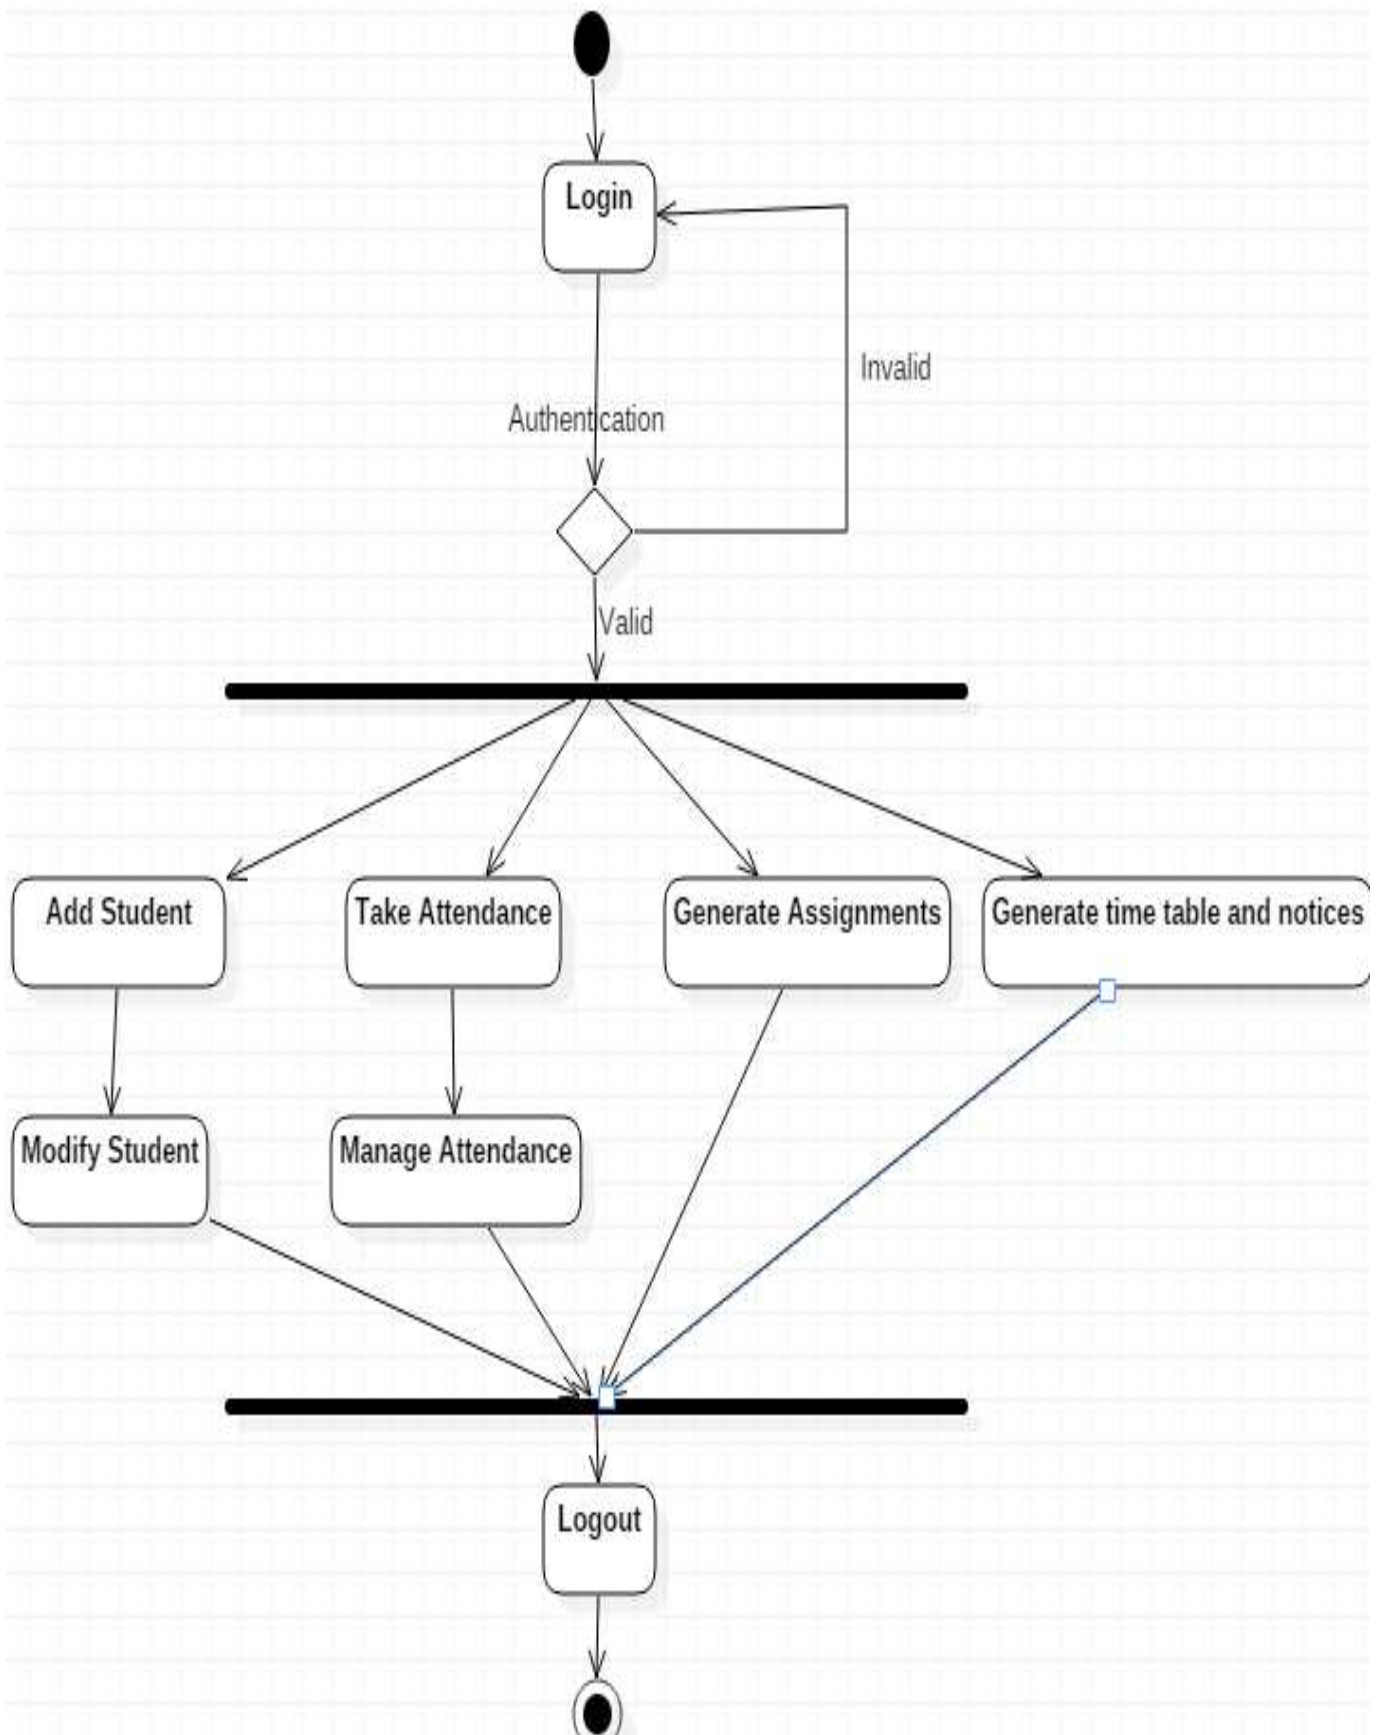 Login
Invalid
Authentication
Valid
Add Student
Take Attendance
Generate Assignments
Generate time table and notices
Modify Student
Manage Attendance
Logout